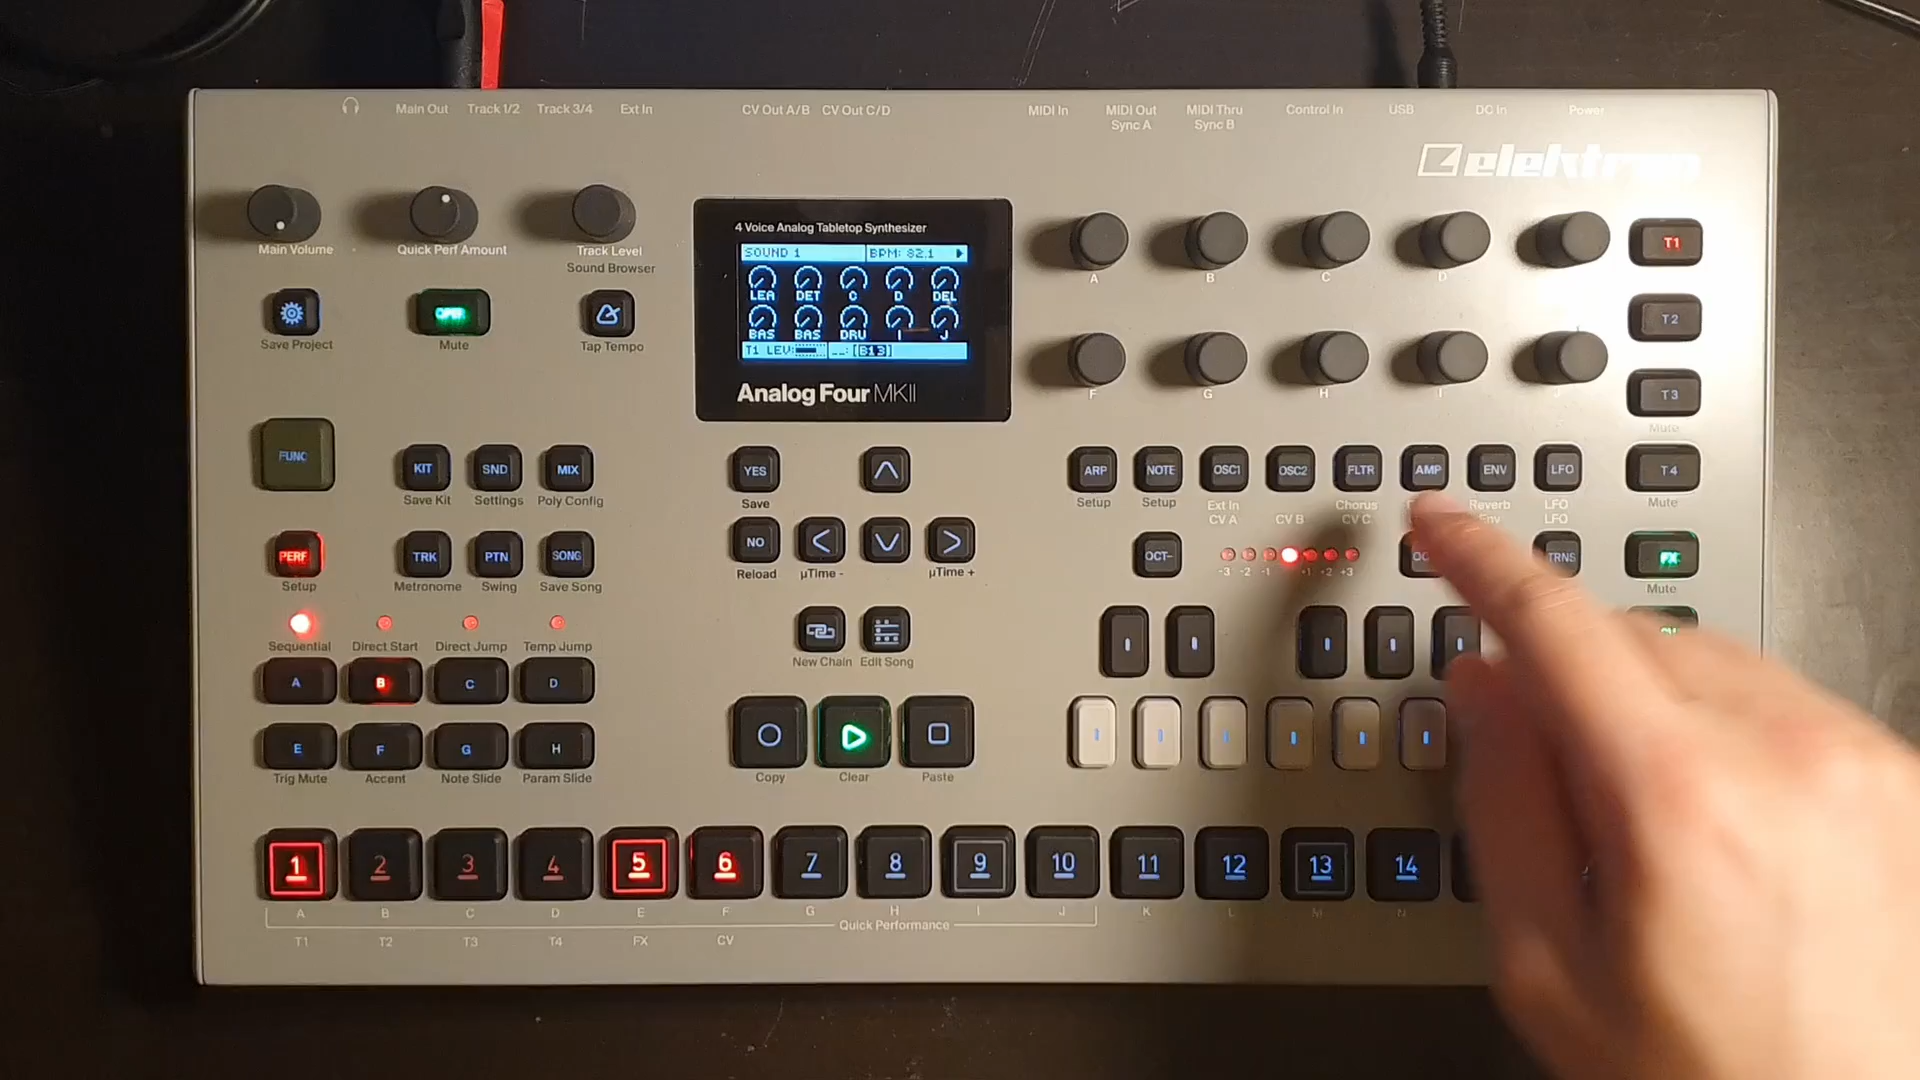 Main Out Track 1/2 Track 3/4 Ext In CV Out A/B CV Out C/D MIDI In MIDI Out MIDI Thru Control In USB DC In Power
Sync A Sync B
elektron
4 Voice Analog Tabletop Synthesizer
SOUND 1 BPM: 82.1
LEA DET C D DEL
BAS BAS DRU I J
T1 LEV: --:[B13]
Analog Four MKII
Main Volume Quick Perf Amount Track Level
Sound Browser
Save Project Mute Tap Tempo
A B C D
F G H I J
T1
T2
T3
Mute
T4
Mute
FX
Mute
FUNC KIT SND MIX
Save Kit Settings Poly Config
PERF TRK PTN SONG
Setup Metronome Swing Save Song
Sequential Direct Start Direct Jump Temp Jump
A B C D
E F G H
Trig Mute Accent Note Slide Param Slide
YES
Save
NO
Reload µTime - µTime +
New Chain Edit Song
Copy Clear Paste
ARP NOTE OSC1 OSC2 FLTR AMP ENV LFO
Setup Setup Ext In Chorus Reverb LFO
CV A CV B CV C Env LFO
OCT- TRNS
-3 -2 -1 +1 +2 +3
1 2 3 4 5 6 7 8 9 10 11 12 13 14
A B C D E F G H I J K L M N
Quick Performance
T1 T2 T3 T4 FX CV